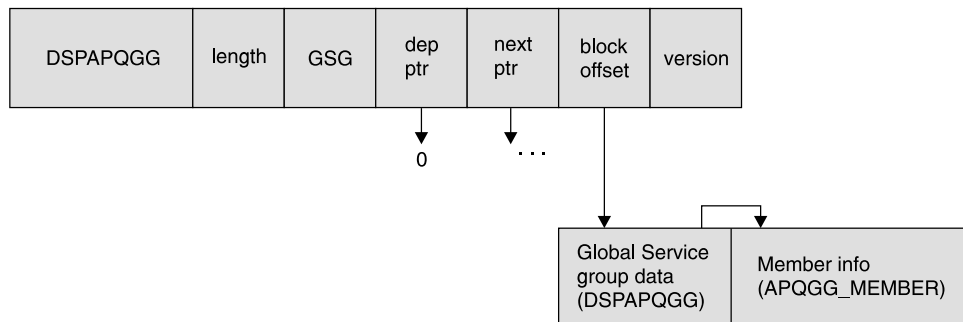 DSPAPQGG
length
GSG
dep
ptr
next
ptr
block
offset
version
0
...
Global Service
group data
(DSPAPQGG)
Member info
(APQGG_MEMBER)